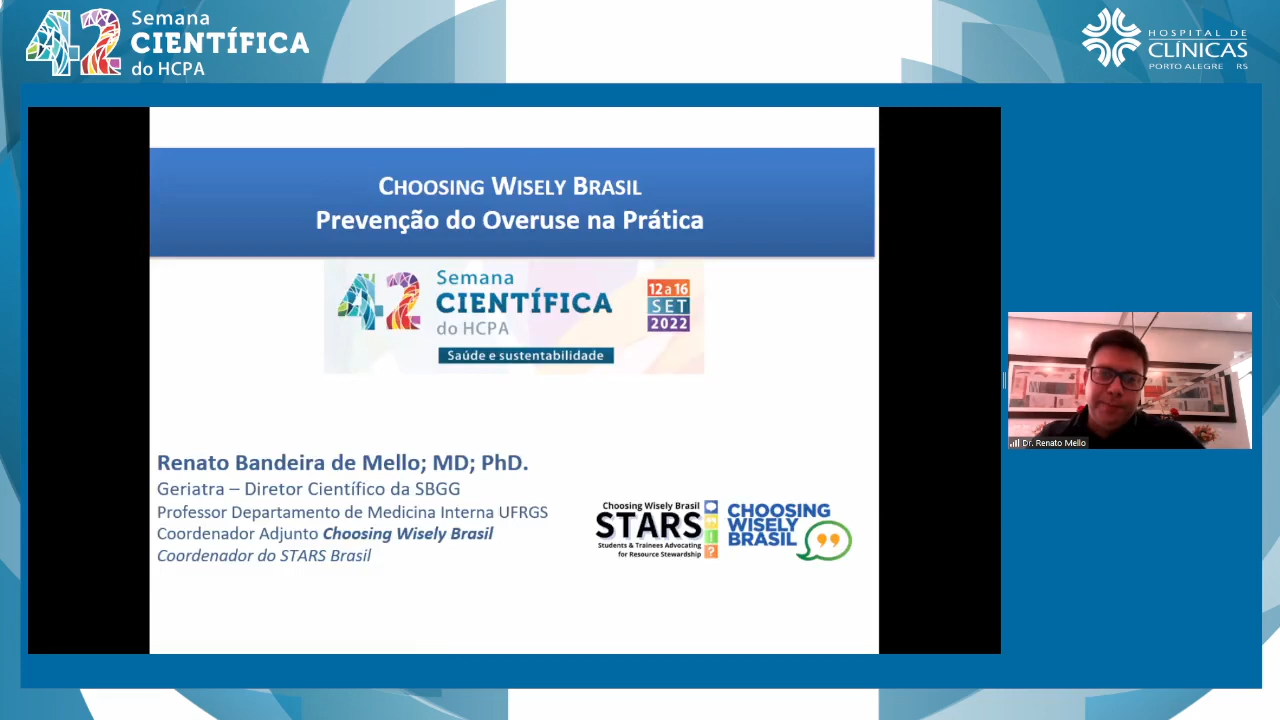 42 Semana
CIENTÍFICA
do HCPA
HOSPITAL DE
CLÍNICAS
PORTO ALEGRE RS
CHOOSING WISELY BRASIL
Prevenção do Overuse na Prática
42 Semana
CIENTÍFICA
do HCPA
12 a 16
SET
2022
Saúde e sustentabilidade
Renato Bandeira de Mello; MD; PhD.
Geriatra – Diretor Científico da SBGG
Professor Departamento de Medicina Interna UFRGS
Coordenador Adjunto Choosing Wisely Brasil
Coordenador do STARS Brasil
Choosing Wisely Brasil
STARS
Students & Trainees Advocating
for Resource Stewardship
CHOOSING
WISELY
BRASIL
Dr. Renato Mello